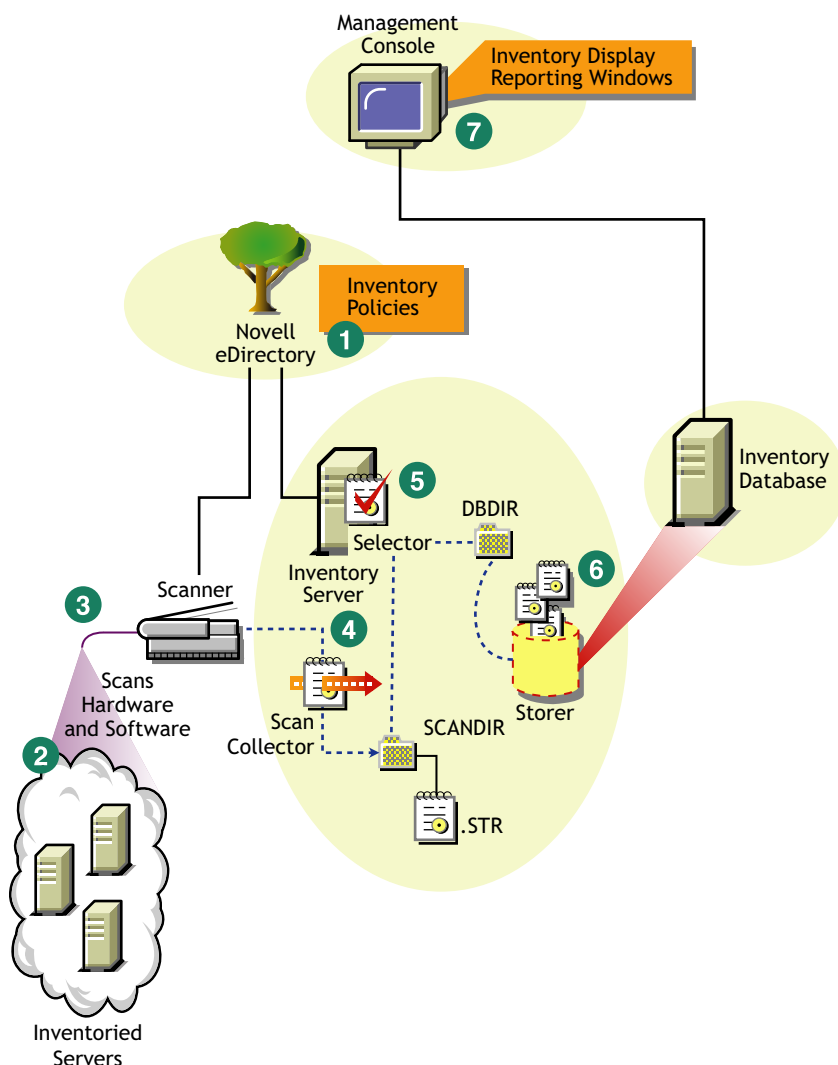 Management
Console
Inventory Display
Reporting Windows
7
Inventory
Policies
Novell
eDirectory
1
5
DBDIR
Selector
Inventory
Server
Inventory
Database
6
Scanner
3
4
Scans
Hardware
and Software
Scan
Collector
SCANDIR
Storer
2
.STR
Inventoried
Servers